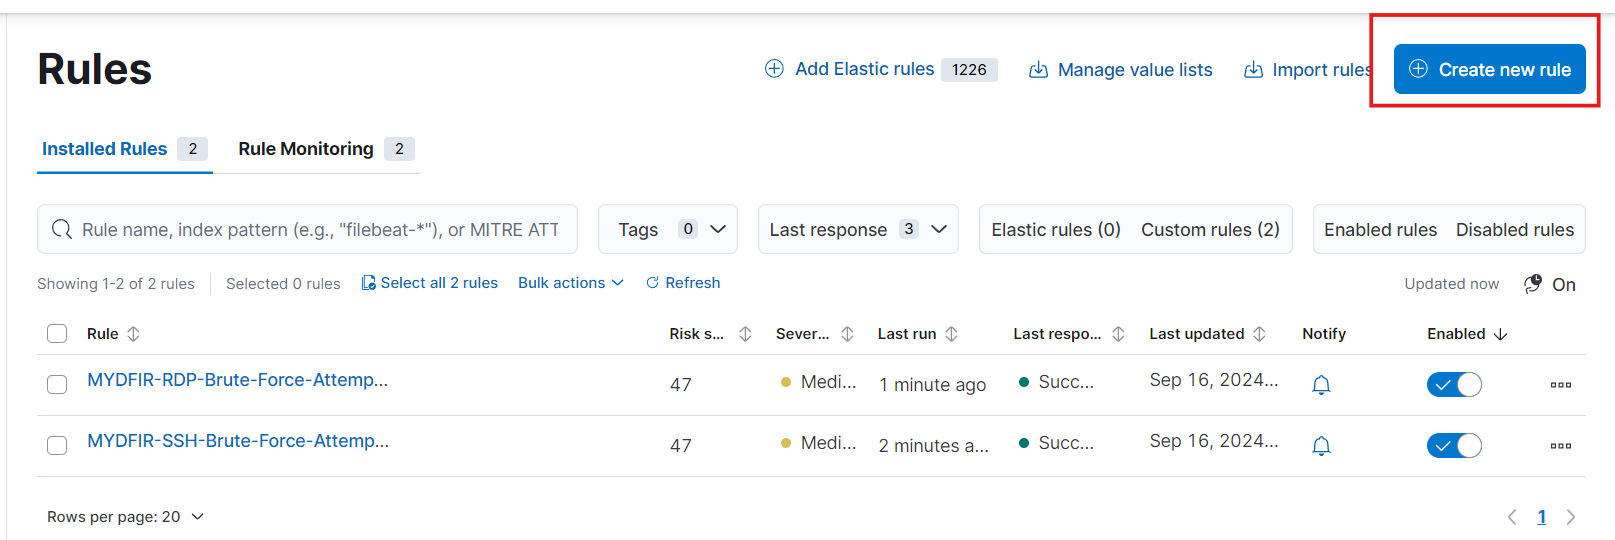 Rules
Add Elastic rules 1226 Manage value lists Import rules Create new rule
Installed Rules 2 Rule Monitoring 2
Rule name, index pattern (e.g., "filebeat-*"), or MITRE ATT Tags 0 Last response 3 Elastic rules (0) Custom rules (2) Enabled rules Disabled rules
Showing 1-2 of 2 rules Selected 0 rules Select all 2 rules Bulk actions Refresh Updated now On
Rule Risk s... Sever... Last run Last respo... Last updated Notify Enabled
MYDFIR-RDP-Brute-Force-Attemp... 47 Medi... 1 minute ago Succ... Sep 16, 2024...
MYDFIR-SSH-Brute-Force-Attemp... 47 Medi... 2 minutes a... Succ... Sep 16, 2024...
Rows per page: 20 1